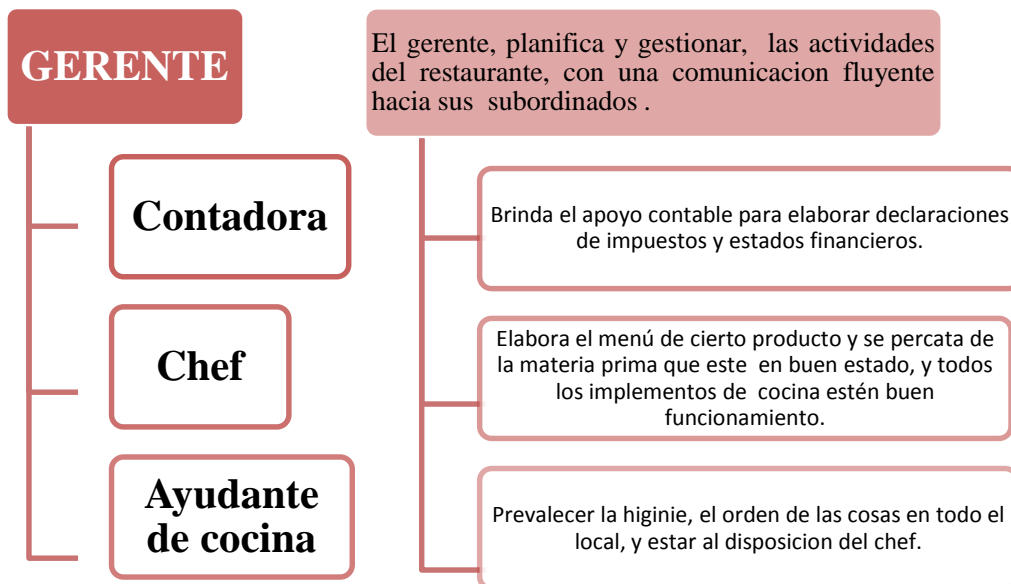 GERENTE
El gerente, planifica y gestionar, las actividades
del restaurante, con una comunicacion fluyente
hacia sus subordinados .
Contadora
Brinda el apoyo contable para elaborar declaraciones
de impuestos y estados financieros.
Chef
Elabora el menú de cierto producto y se percata de
la materia prima que este en buen estado, y todos
los implementos de cocina estén buen
funcionamiento.
Ayudante
de cocina
Prevalecer la higinie, el orden de las cosas en todo el
local, y estar al disposicion del chef.